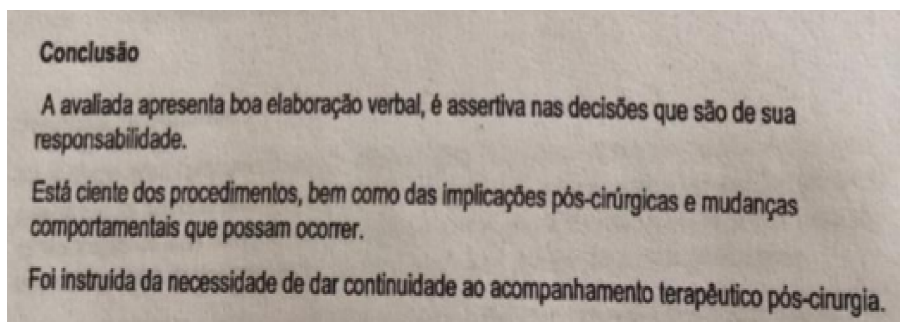 Conclusão
A avaliada apresenta boa elaboração verbal, é assertiva nas decisões que são de sua
responsabilidade.
Está ciente dos procedimentos, bem como das implicações pós-cirúrgicas e mudanças
comportamentais que possam ocorrer.
Foi instruída da necessidade de dar continuidade ao acompanhamento terapêutico pós-cirurgia.